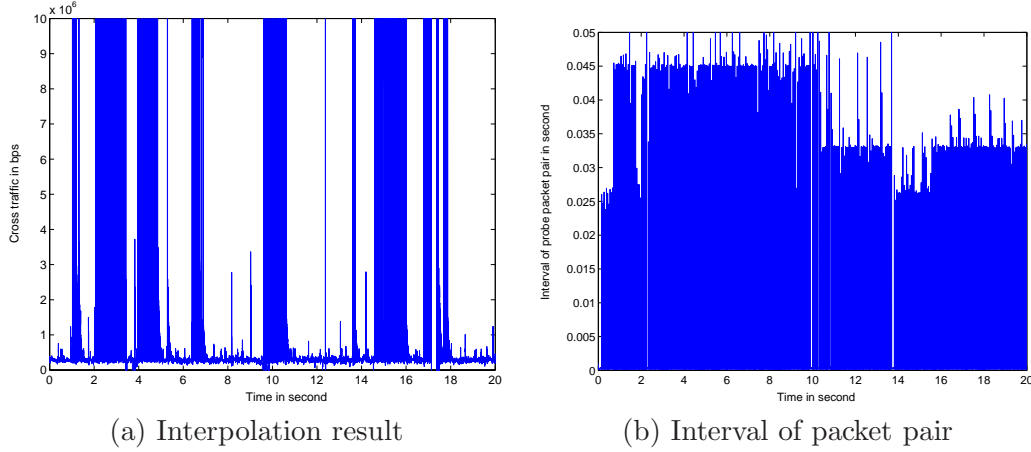 10 x 10⁶
9
8
7
6
5
4
3
2
1
0
Cross traffic in bps
0 2 4 6 8 10 12 14 16 18 20
Time in second
(a) Interpolation result
0.05
0.045
0.04
0.035
0.03
0.025
0.02
0.015
0.01
0.005
0
Interval of probe packet pair in second
0 2 4 6 8 10 12 14 16 18 20
Time in second
(b) Interval of packet pair